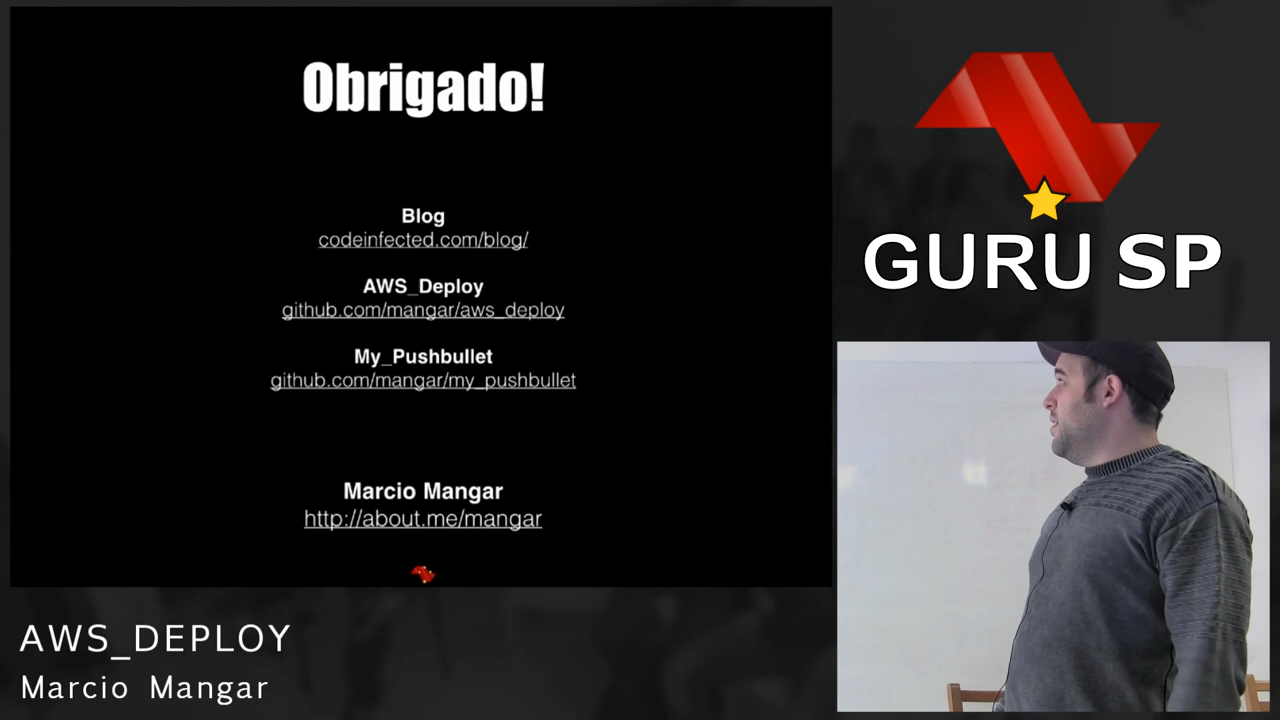 Obrigado!
Blog
codeinfected.com/blog/
AWS_Deploy
github.com/mangar/aws_deploy
My_Pushbullet
github.com/mangar/my_pushbullet
Marcio Mangar
http://about.me/mangar
GURU SP
AWS_DEPLOY
Marcio Mangar